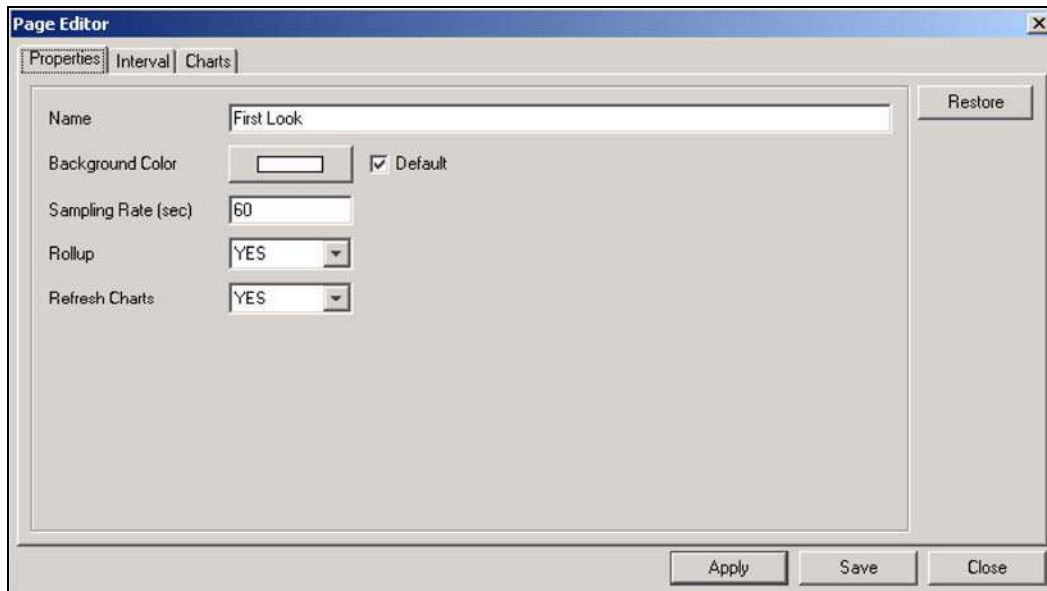 Page Editor
Properties Interval Charts
Restore
Name First Look
Background Color Default
Sampling Rate (sec) 60
Rollup YES
Refresh Charts YES
Apply Save Close